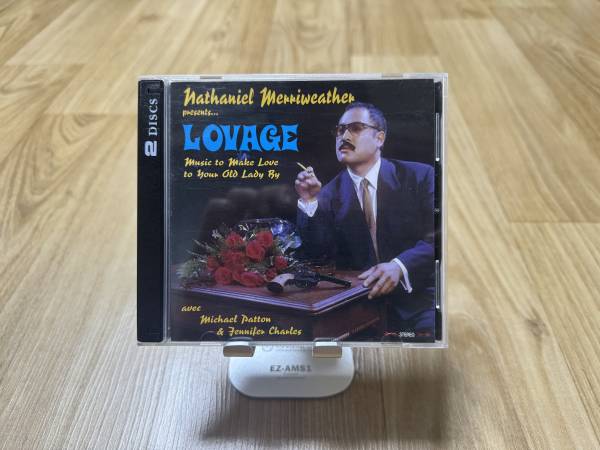 2 DISCS
Nathaniel Merriweather
presents...
LOVAGE
Music to Make Love
to Your Old Lady By
avec
Michael Patton
& Jennifer Charles
STEREO
EZ-AMS1